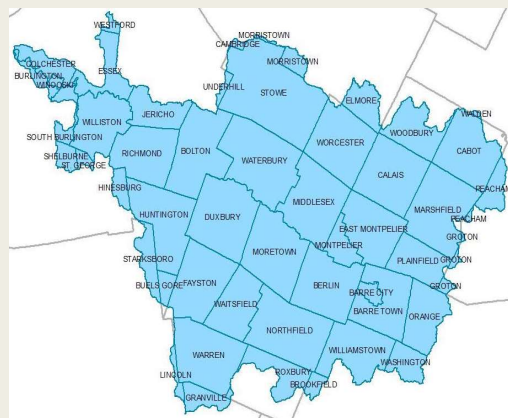 WESTFORD
MORRISTOWN
CAMBRIDGE
COLCHESTER
MORRISTOWN
ESSEX
BURLINGTON
WINOOSKI
UNDERHILL
STOWE
ELMORE
JERICHO
WALDEN
WILLISTON
WOODBURY
SOUTH BURLINGTON
WORCESTER
CABOT
RICHMOND
BOLTON
SHELBURNE
WATERBURY
ST. GEORGE
CALAIS
HINESBURG
PEACHAM
MIDDLESEX
MARSHFIELD
HUNTINGTON
DUXBURY
PEACHAM
EAST MONTPELIER
GROTON
MONTPELIER
MORETOWN
STARKSBORO
PLAINFIELD
GROTON
BUELS GORE
FAYSTON
BERLIN
GROTON
BARRE CITY
WAITSFIELD
BARRE TOWN
ORANGE
NORTHFIELD
WARREN
WILLIAMSTOWN
WASHINGTON
ROXBURY
LINCOLN
BROOKFIELD
GRANVILLE